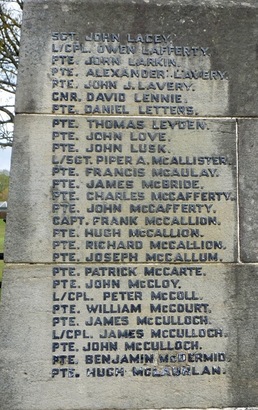 SGT. JOHN LACEY.
L/CPL. OWEN LAFFERTY.
PTE. JOHN LARKIN.
PTE. ALEXANDER LAVERY.
PTE. JOHN J. LAVERY.
GNR. DAVID LENNIE.
PTE. DANIEL LETTERS.
PTE. THOMAS LEYDEN.
PTE. JOHN LOVE.
PTE. JOHN LUSK.
L/SGT. PIPER A. MCALLISTER.
PTE. FRANCIS MCAULAY.
PTE. JAMES MCBRIDE.
PTE. CHARLES MCCAFFERTY.
PTE. JOHN MCCAFFERTY.
CAPT. FRANK MCCALLION.
PTE. HUGH MCCALLION.
PTE. RICHARD MCCALLION.
PTE. JOSEPH MCCALLUM.
PTE. PATRICK MCCARTE.
PTE. JOHN MCCLOY.
L/CPL. PETER MCCOLL.
PTE. WILLIAM MCCOURT.
PTE. JAMES MCCULLOCH.
L/CPL. JAMES MCCULLOCH.
PTE. JOHN MCCULLOCH.
PTE. BENJAMIN MCDERMID.
PTE. HUGH MCLAUHLAN.